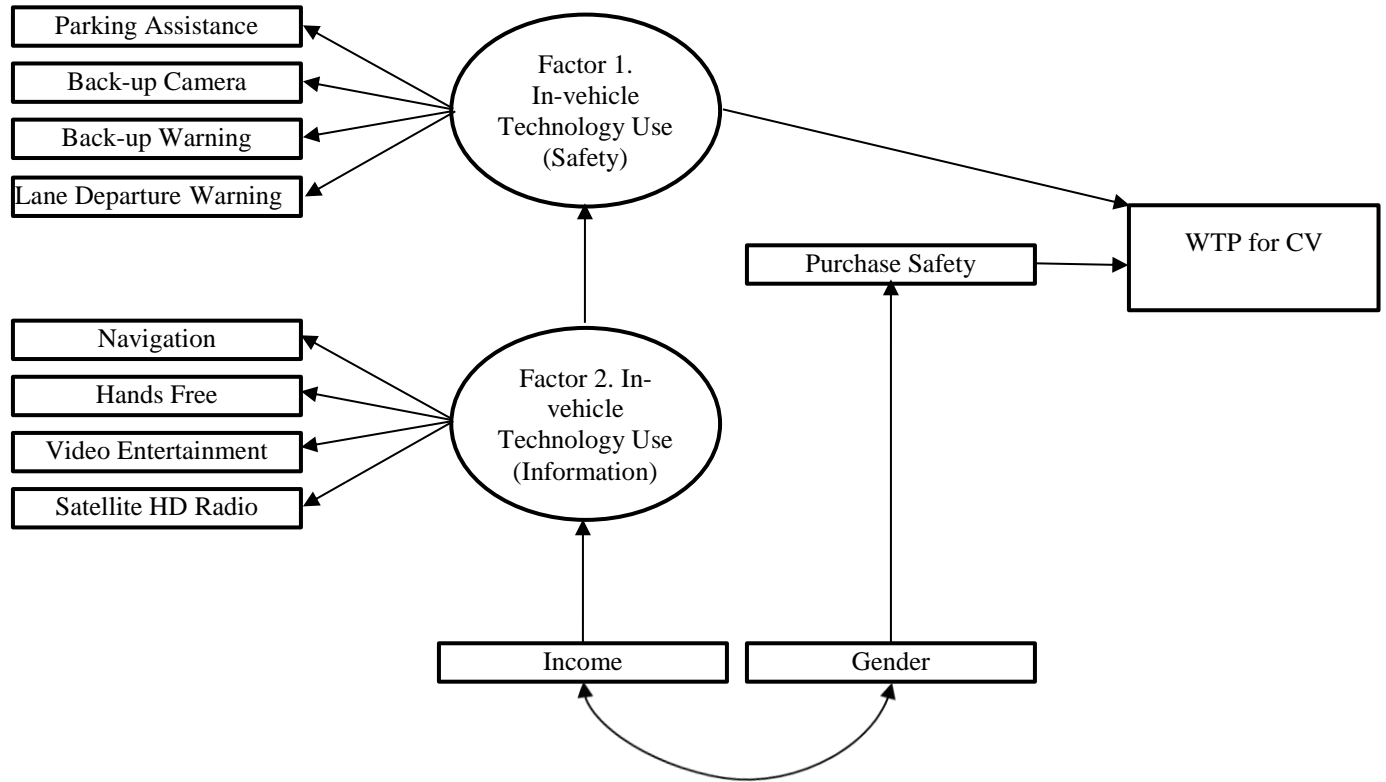 Parking Assistance
Back-up Camera
Back-up Warning
Lane Departure Warning
Factor 1.
In-vehicle
Technology Use
(Safety)
WTP for CV
Purchase Safety
Navigation
Hands Free
Video Entertainment
Satellite HD Radio
Factor 2. In-
vehicle
Technology Use
(Information)
Income
Gender